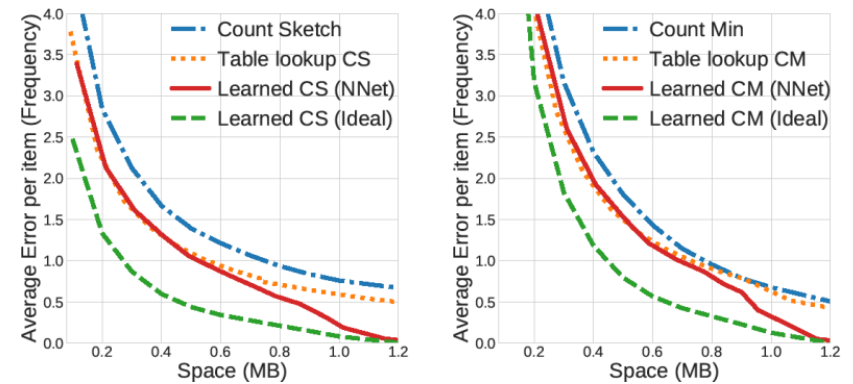 Average Error per item (Frequency)
4.0
3.5
3.0
2.5
2.0
1.5
1.0
0.5
0.0
Count Sketch
Table lookup CS
Learned CS (NNet)
Learned CS (Ideal)
0.2 0.4 0.6 0.8 1.0 1.2
Space (MB)
Average Error per item (Frequency)
4.0
3.5
3.0
2.5
2.0
1.5
1.0
0.5
0.0
Count Min
Table lookup CM
Learned CM (NNet)
Learned CM (Ideal)
0.2 0.4 0.6 0.8 1.0 1.2
Space (MB)